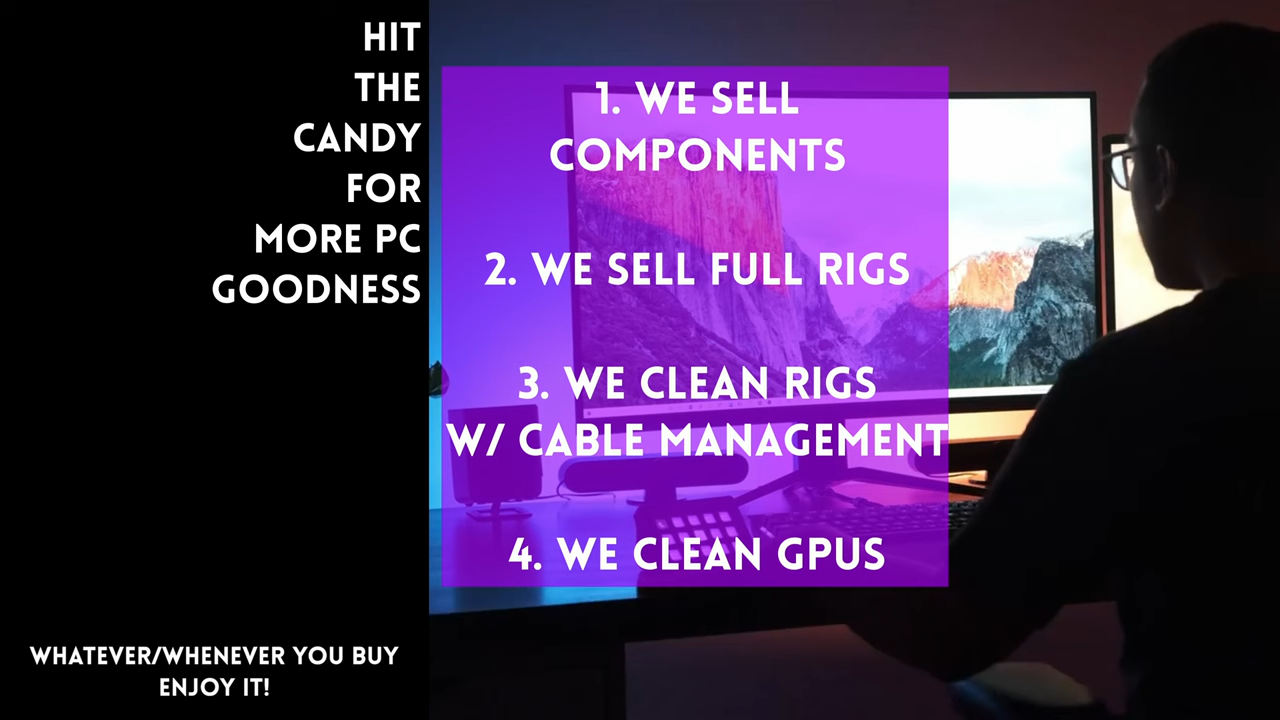 HIT
THE
CANDY
FOR
MORE PC
GOODNESS
1. WE SELL
COMPONENTS
2. WE SELL FULL RIGS
3. WE CLEAN RIGS
W/ CABLE MANAGEMENT
4. WE CLEAN GPUS
WHATEVER/WHENEVER YOU BUY
ENJOY IT!